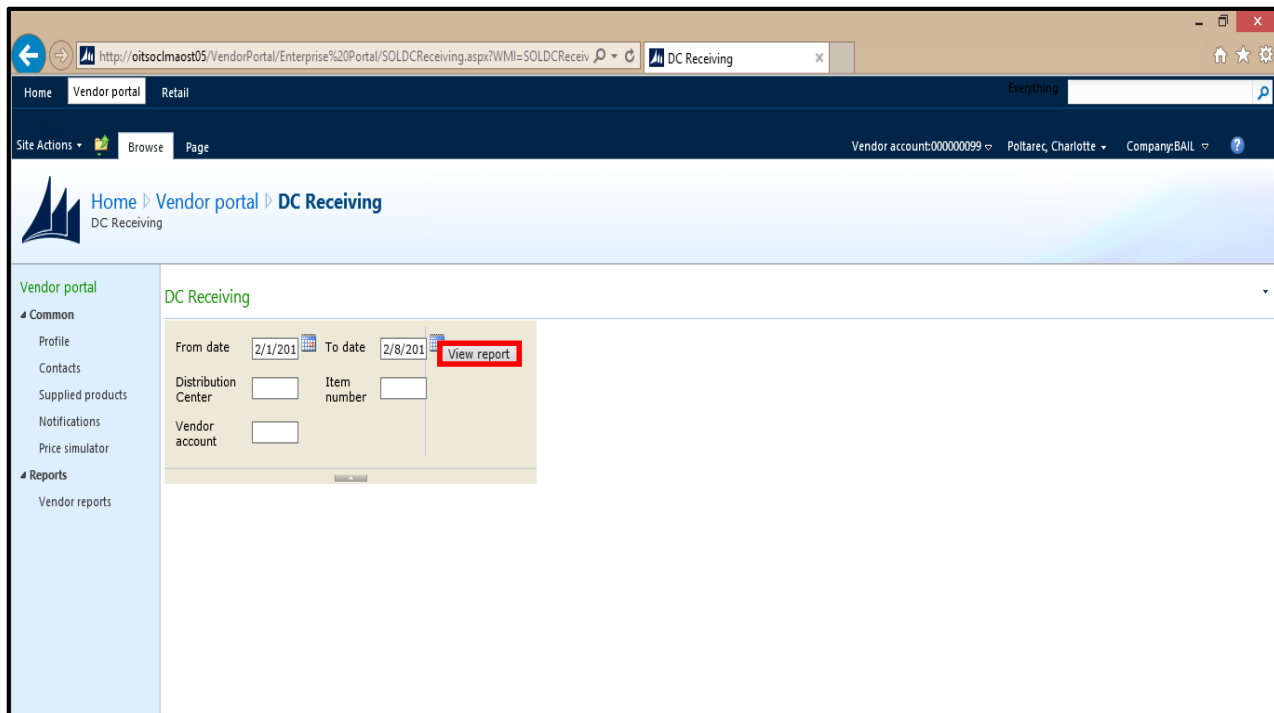 http://oitsoclmaost05/VendorPortal/Enterprise%20Portal/SOLDCReceiving.aspx?WMI=SOLDCReceiv
DC Receiving
Home Vendor portal Retail Everything
Site Actions Browse Page Vendor account:000000099 Poltarec, Charlotte Company:BAIL
Home Vendor portal DC Receiving
DC Receiving
Vendor portal
Common
Profile
Contacts
Supplied products
Notifications
Price simulator
Reports
Vendor reports
DC Receiving
From date 2/1/201 To date 2/8/201 View report
Distribution Center
Item number
Vendor account